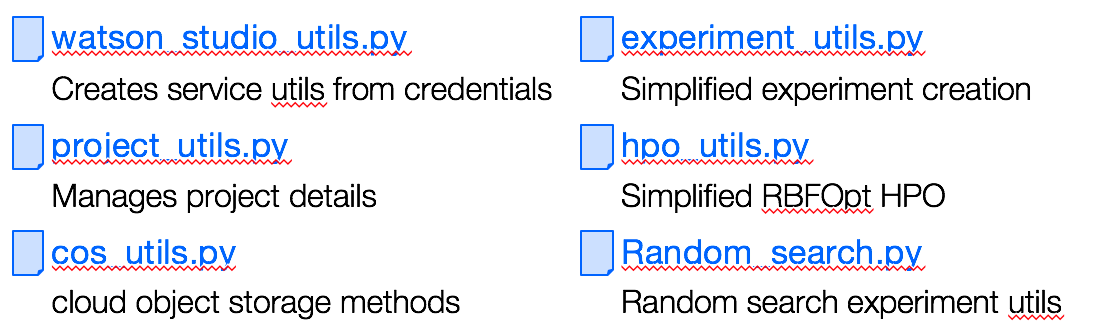 watson_studio_utils.py
Creates service utils from credentials
project_utils.py
Manages project details
cos_utils.py
cloud object storage methods
experiment_utils.py
Simplified experiment creation
hpo_utils.py
Simplified RBFOpt HPO
Random_search.py
Random search experiment utils